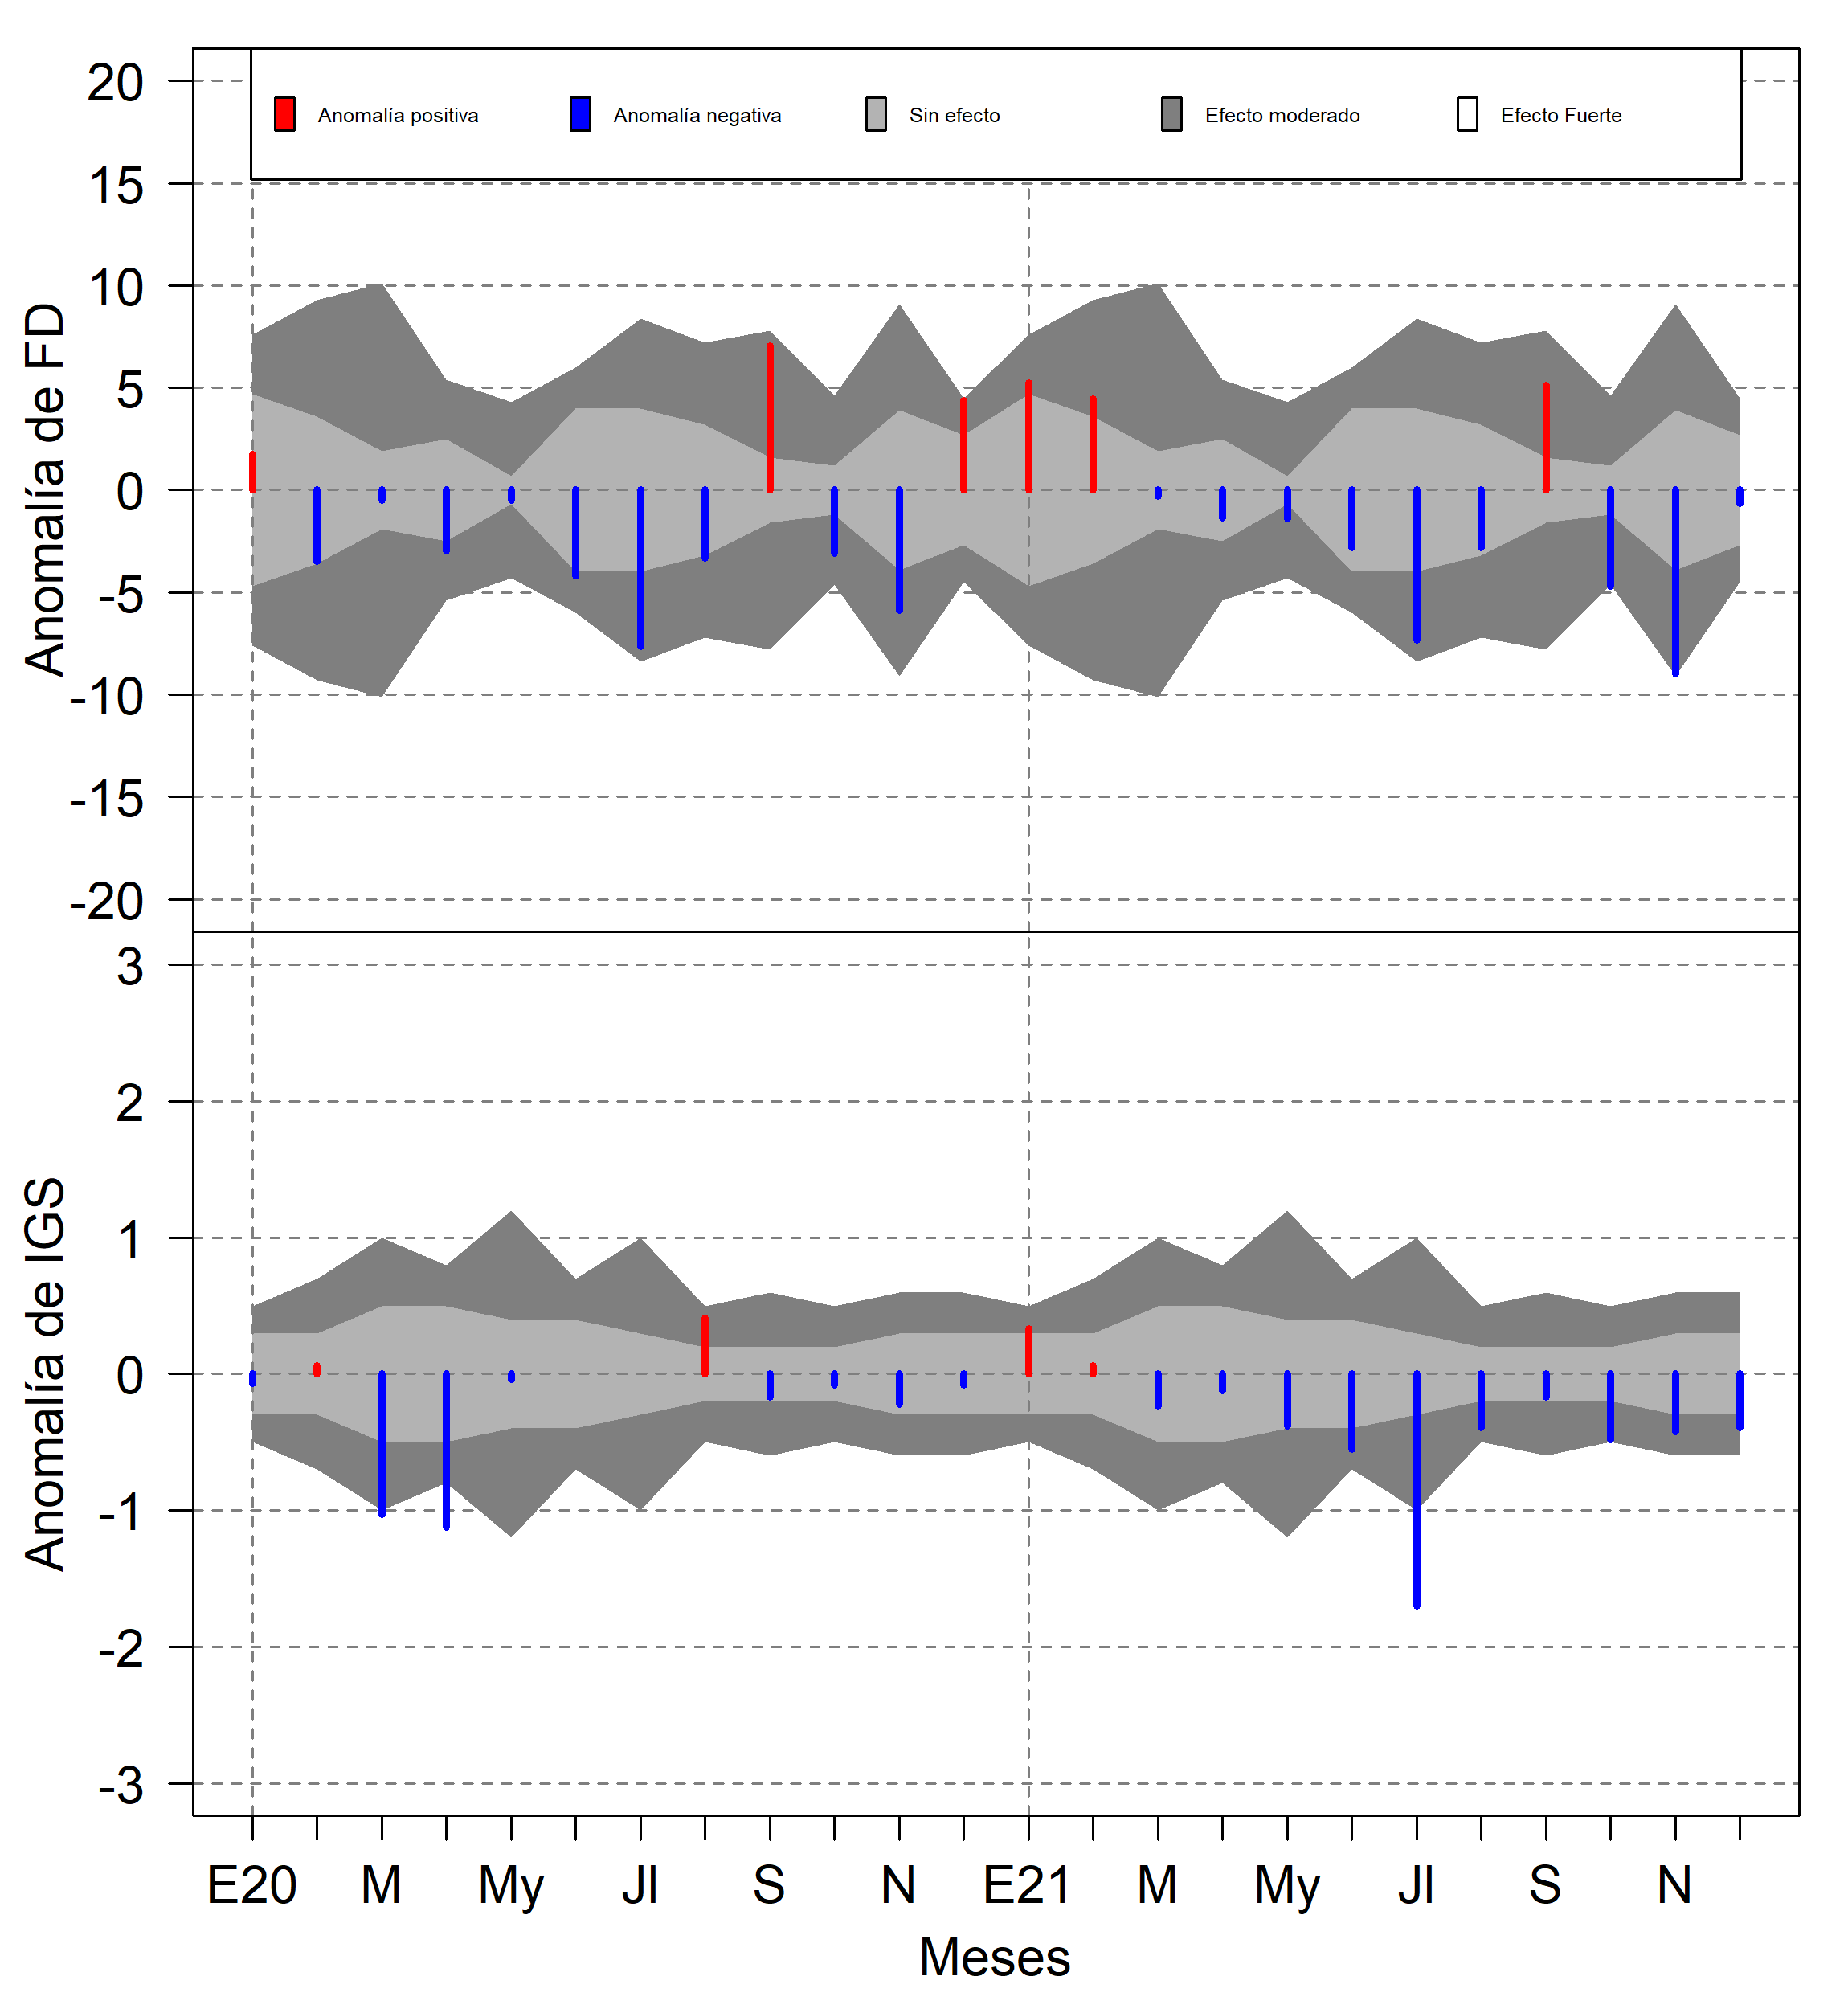 Anomalía positiva
Anomalía negativa
Sin efecto
Efecto moderado
Efecto Fuerte
Anomalía de FD
20
15
10
5
0
-5
-10
-15
-20
Anomalía de IGS
3
2
1
0
-1
-2
-3
E20 M My Jl S N E21 M My Jl S N
Meses